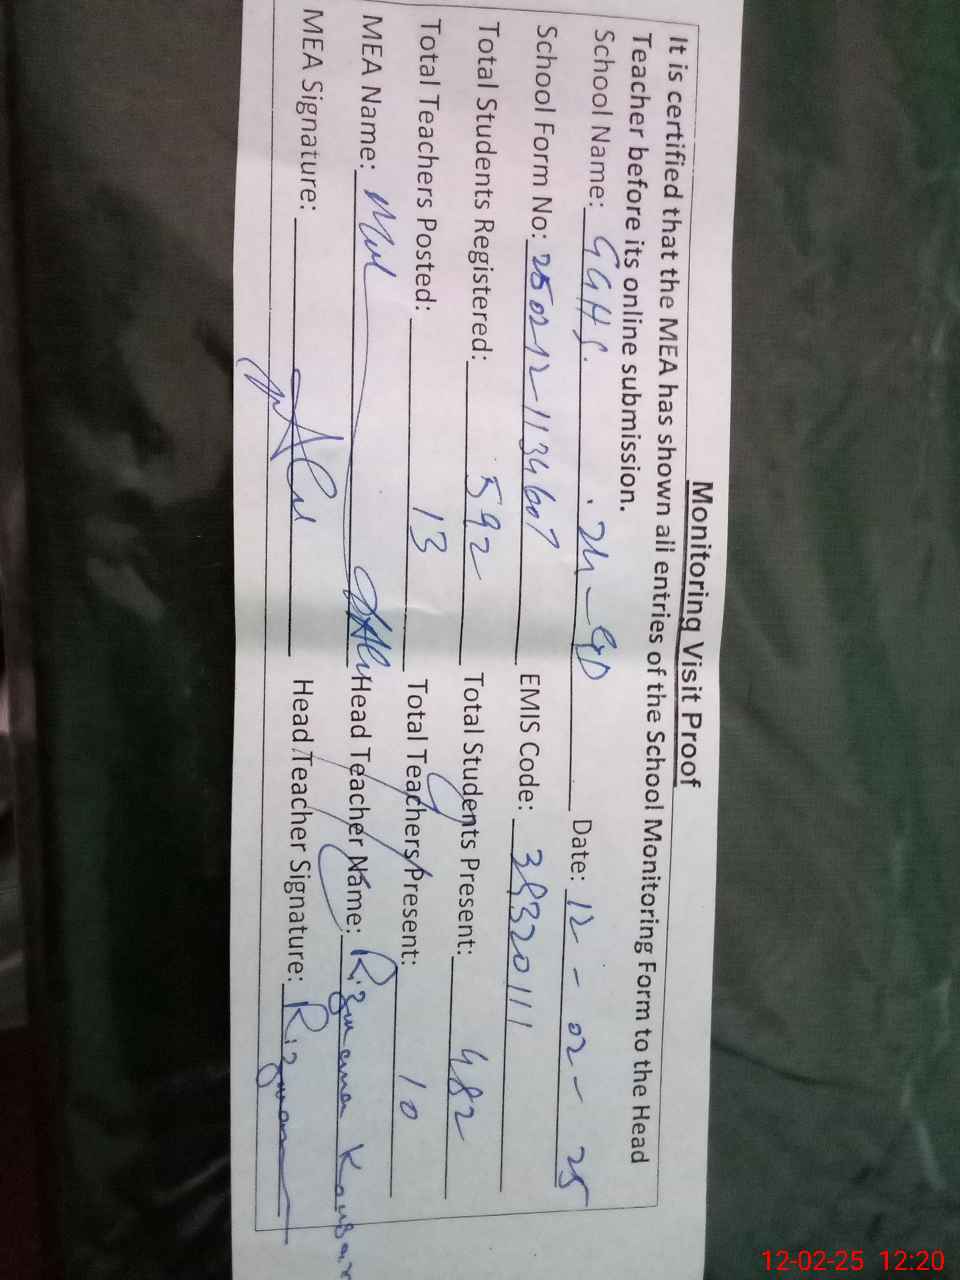 Monitoring Visit Proof
It is certified that the MEA has shown all entries of the School Monitoring Form to the Head
Teacher before its online submission.
School Name: GGHS. Date: 12-02-25
School Form No: EMIS Code: 38320111
Total Students Registered: 592 Total Students Present: 482
Total Teachers Posted: 13 Total Teachers Present: 10
MEA Name: Head Teacher Name: Kausar
MEA Signature: Head Teacher Signature: Rizwana
12-02-25 12:20